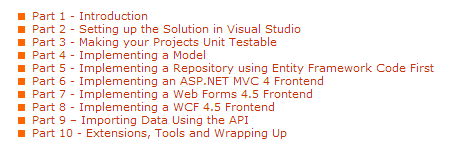 Part 1 - Introduction
Part 2 - Setting up the Solution in Visual Studio
Part 3 - Making your Projects Unit Testable
Part 4 - Implementing a Model
Part 5 - Implementing a Repository using Entity Framework Code First
Part 6 - Implementing an ASP.NET MVC 4 Frontend
Part 7 - Implementing a Web Forms 4.5 Frontend
Part 8 - Implementing a WCF 4.5 Frontend
Part 9 – Importing Data Using the API
Part 10 - Extensions, Tools and Wrapping Up